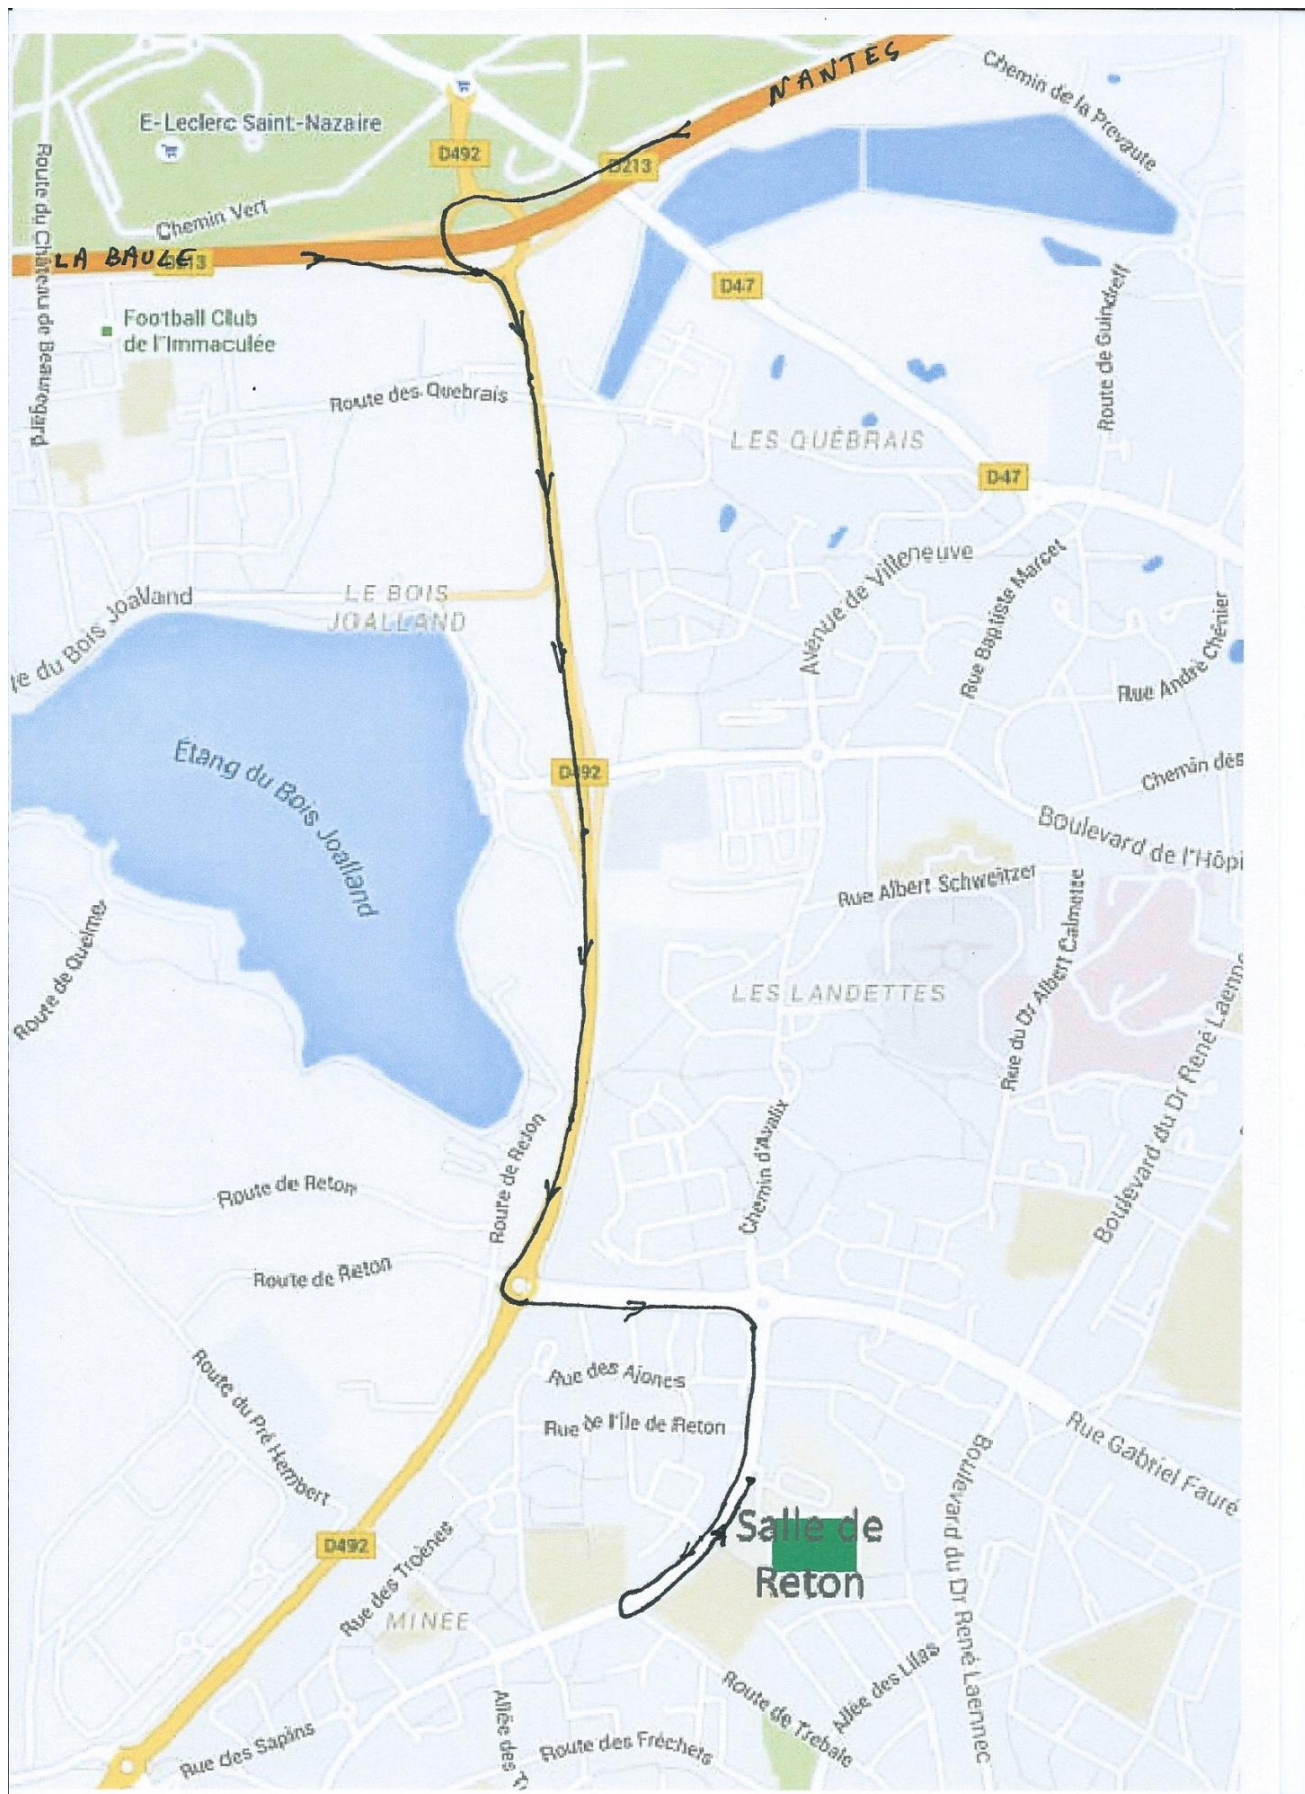 NANTES
Chemin de la Prevaute
E-Leclerc Saint-Nazaire
D492
D213
Route du Château de Beauregard
Chemin Vert
LA BAULE
D213
D47
Football Club
de l'Immaculée
Route de Guindreff
Route des Quebrais
LES QUÉBRAIS
D47
Avenue de Villeneuve
Rue Baptiste Marcet
LE BOIS
JOALLAND
te du Bois Joalland
Rue André Chénier
Étang du Bois Joalland
D492
Chemin des
Boulevard de l'Hôpi
Rue Albert Schweitzer
Rue du Dr Albert Calmette
Route de Quelme
LES LANDETTES
Boulevard du Dr René Laenne
Chemin d'Avalix
Route de Reton
Route de Reton
Route de Reton
Rue des Ajones
Route du Pré Hembert
Rue de l'Île de Reton
Rue Gabriel Fauré
Boulevard du Dr René Laennec
Salle de
Reton
D492
Rue des Troènes
MINÉE
Allée des Lilas
Route de Trebale
Rue des Sapins
Allée des T
Route des Fréchets